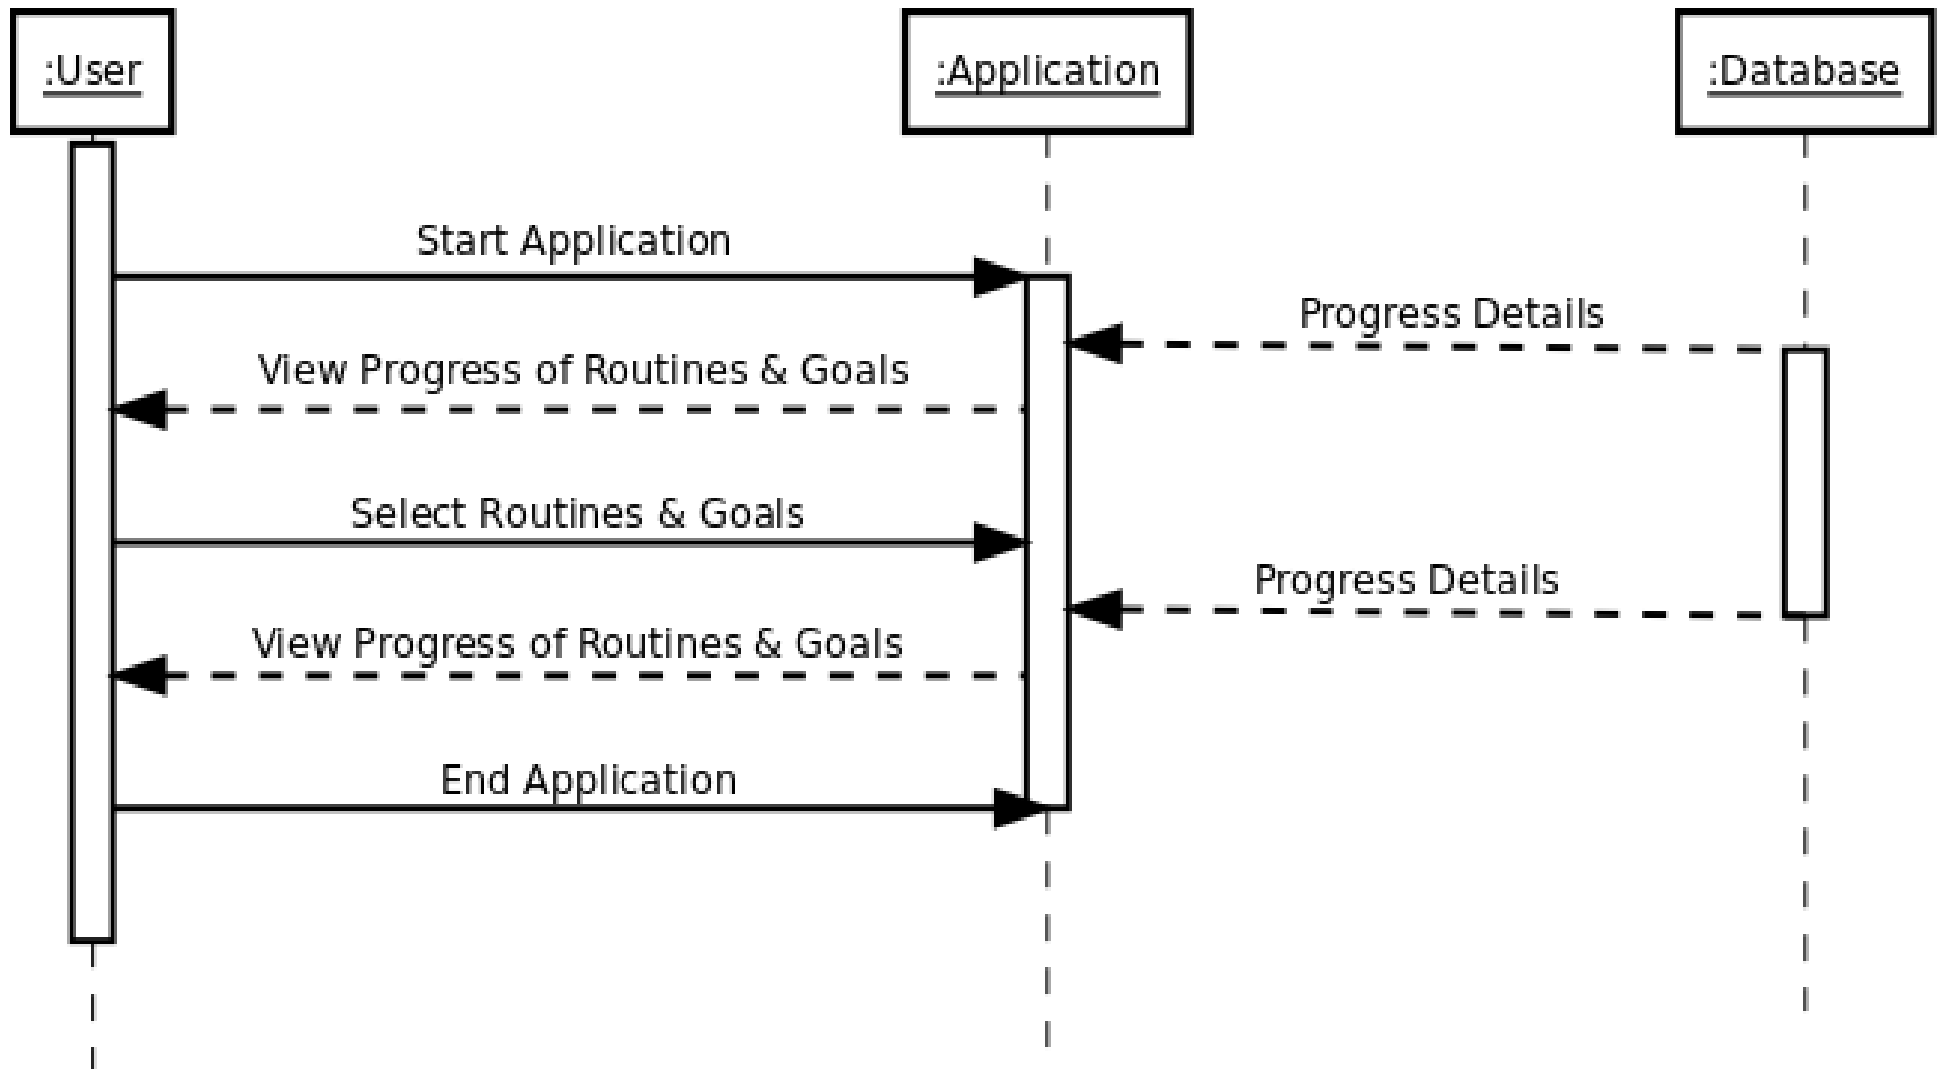 :User
:Application
:Database
Start Application
Progress Details
View Progress of Routines & Goals
Select Routines & Goals
Progress Details
View Progress of Routines & Goals
End Application